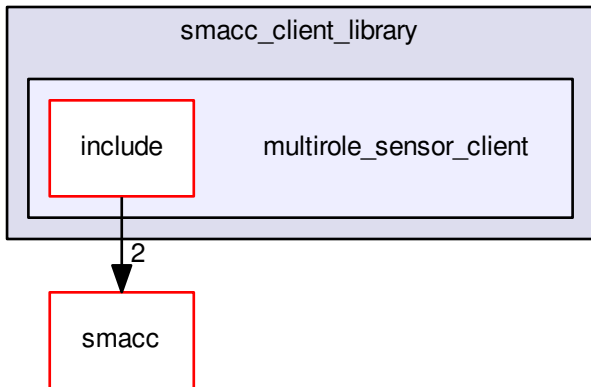 smacc_client_library
include
multirole_sensor_client
2
smacc